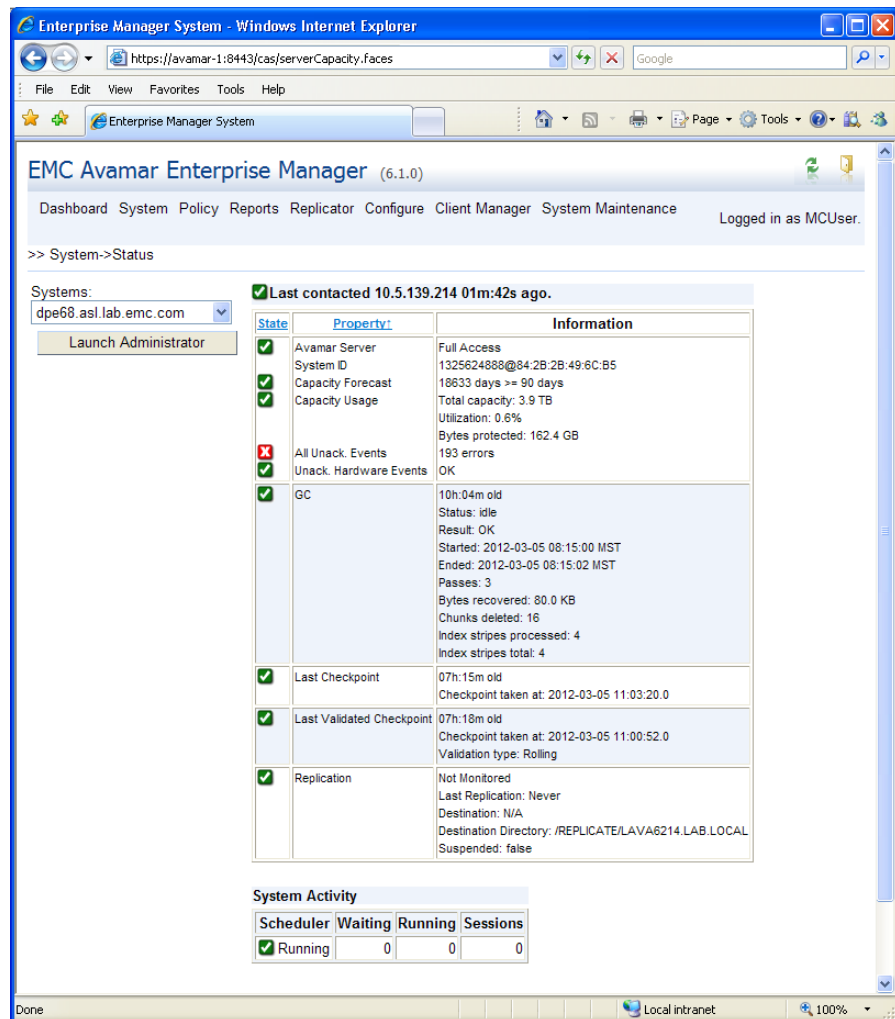 Enterprise Manager System - Windows Internet Explorer
https://avamar-1:8443/cas/serverCapacity.faces
Google
File Edit View Favorites Tools Help
Enterprise Manager System
Page Tools
EMC Avamar Enterprise Manager (6.1.0)
Dashboard System Policy Reports Replicator Configure Client Manager System Maintenance
Logged in as MCUser.
>> System->Status
Systems:
dpe68.asl.lab.emc.com
Launch Administrator
Last contacted 10.5.139.214 01m:42s ago.
State Property↑ Information
Avamar Server Full Access
System ID 1325624888@84:2B:2B:49:6C:B5
Capacity Forecast 18633 days >= 90 days
Capacity Usage Total capacity: 3.9 TB
Utilization: 0.6%
Bytes protected: 162.4 GB
All Unack. Events 193 errors
Unack. Hardware Events OK
GC 10h:04m old
Status: idle
Result: OK
Started: 2012-03-05 08:15:00 MST
Ended: 2012-03-05 08:15:02 MST
Passes: 3
Bytes recovered: 80.0 KB
Chunks deleted: 16
Index stripes processed: 4
Index stripes total: 4
Last Checkpoint 07h:15m old
Checkpoint taken at: 2012-03-05 11:03:20.0
Last Validated Checkpoint 07h:18m old
Checkpoint taken at: 2012-03-05 11:00:52.0
Validation type: Rolling
Replication Not Monitored
Last Replication: Never
Destination: N/A
Destination Directory: /REPLICATE/LAVA6214.LAB.LOCAL
Suspended: false
System Activity
Scheduler Waiting Running Sessions
Running 0 0 0
Done Local intranet 100%